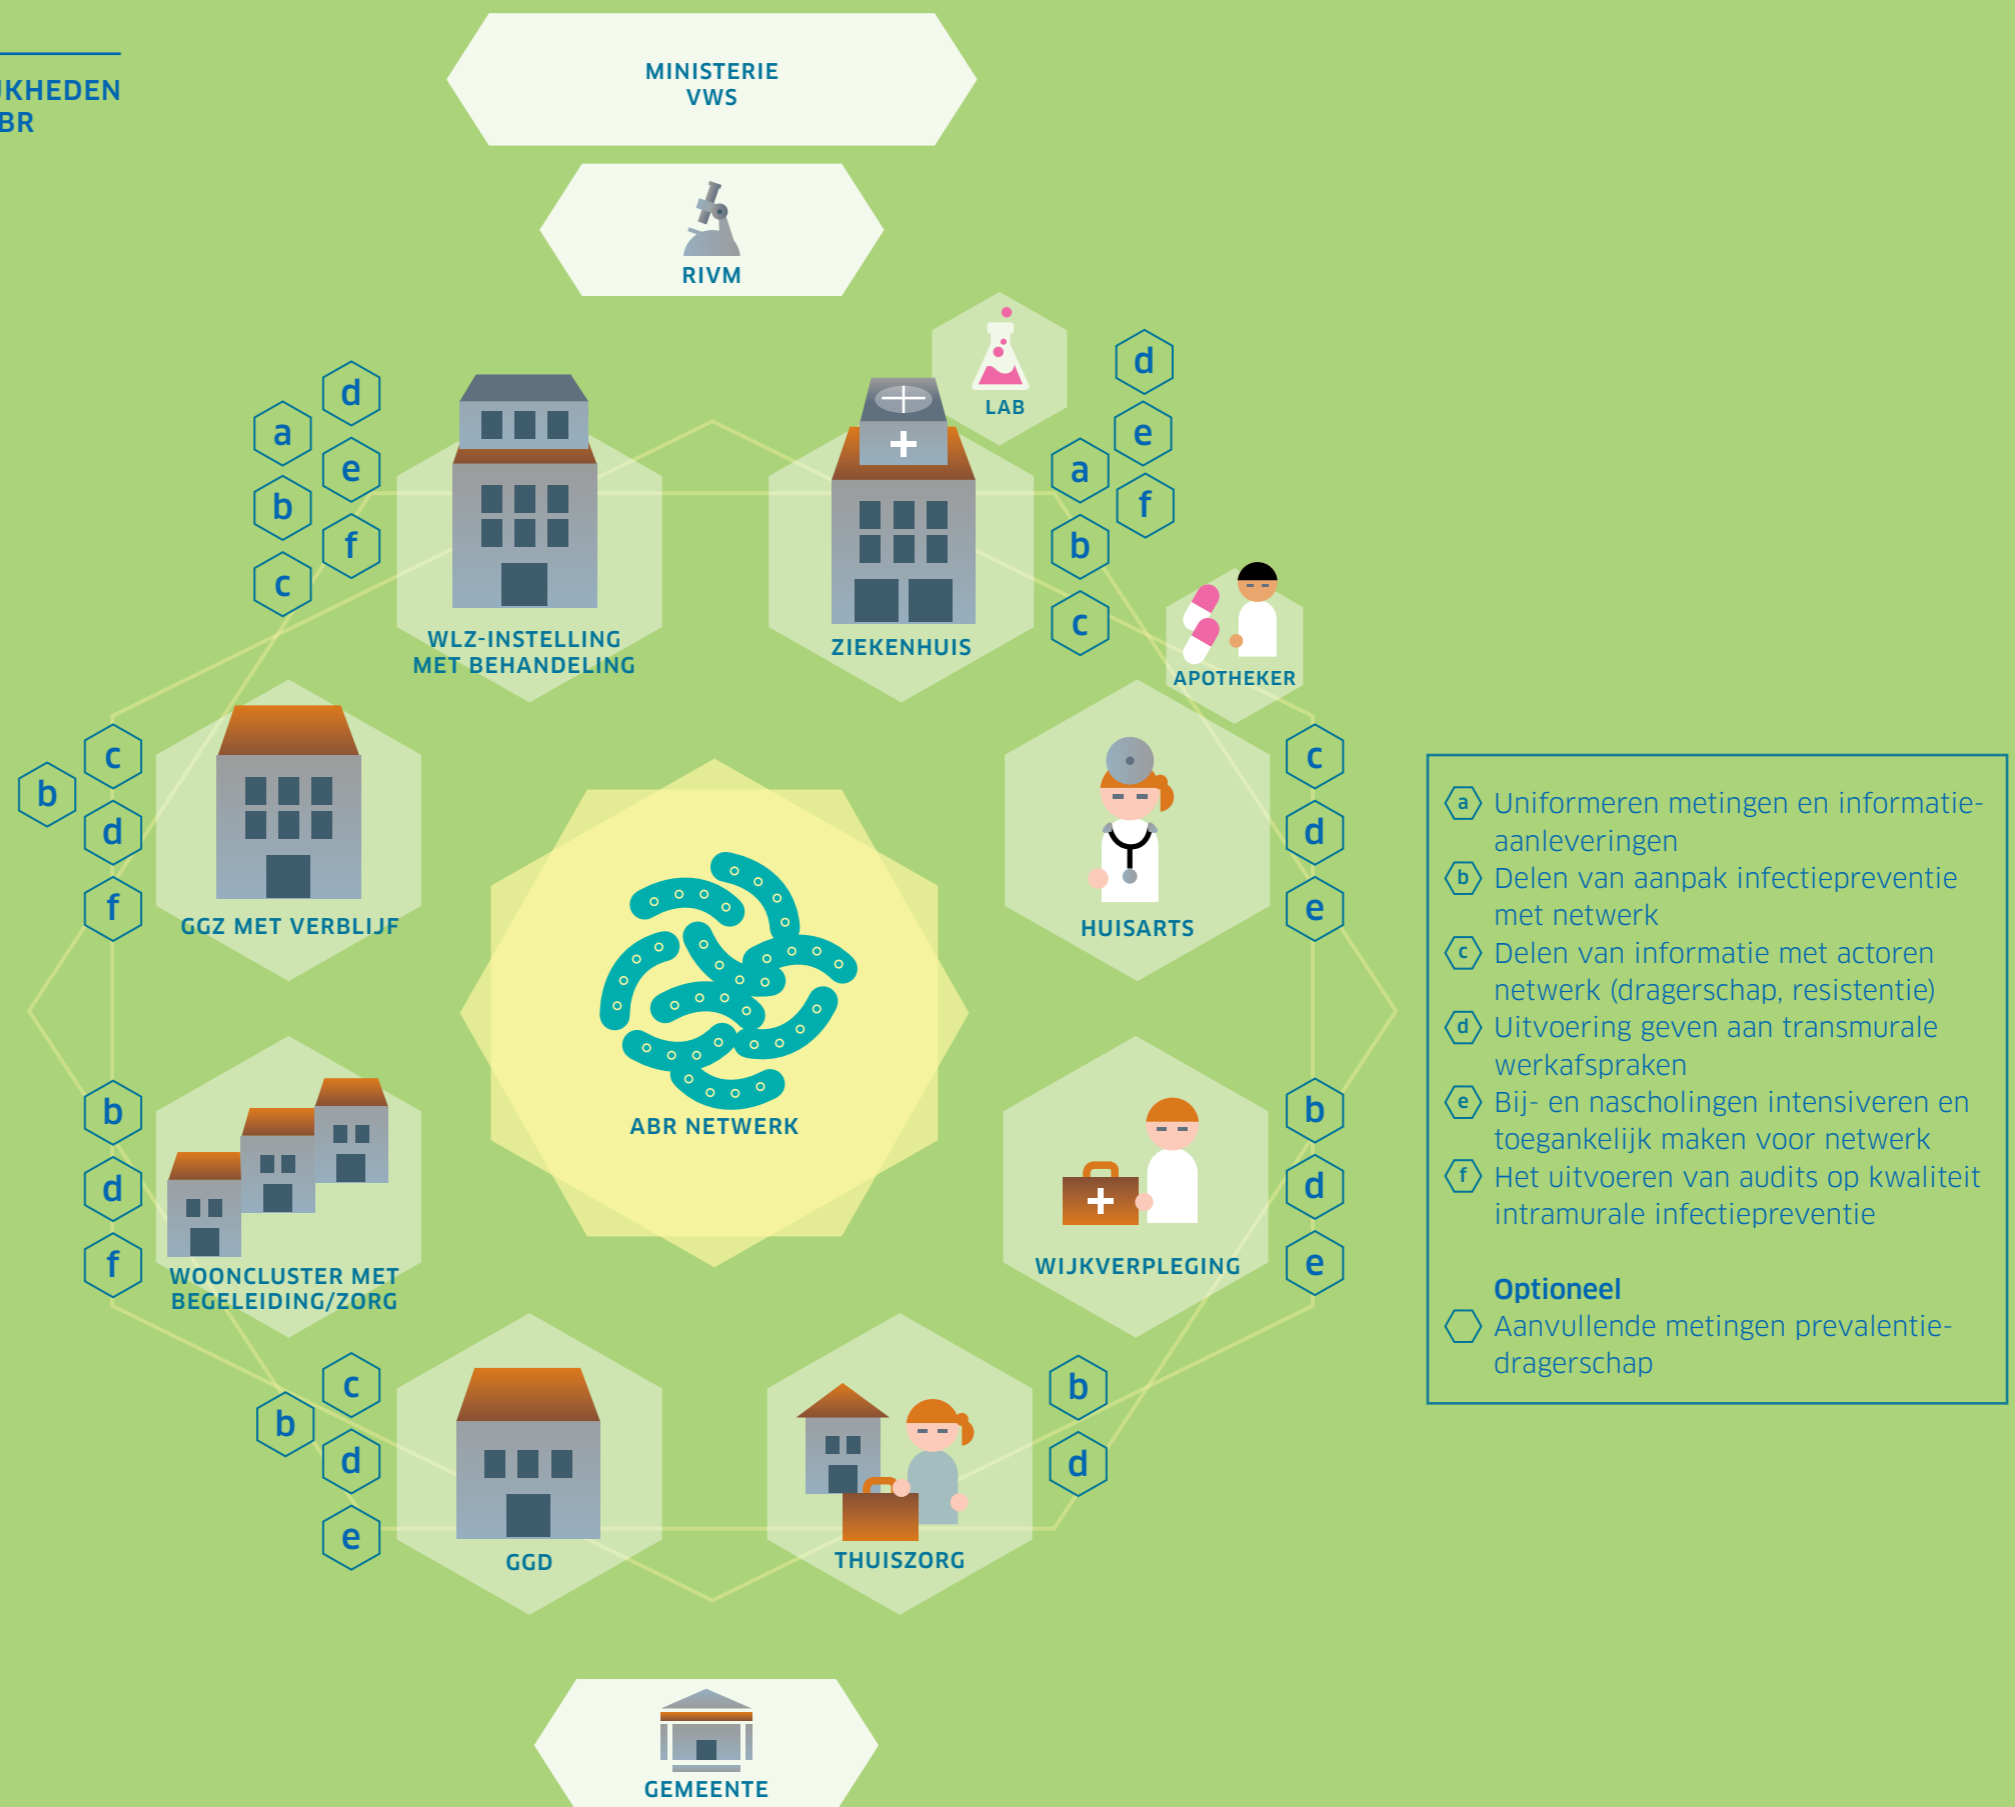 JKHEDEN
BR
MINISTERIE
VWS
RIVM
LAB
d
a
e
b
f
c
WLZ-INSTELLING
MET BEHANDELING
ZIEKENHUIS
d
e
a
f
b
c
APOTHEKER
c
b
d
f
GGZ MET VERBLIJF
HUISARTS
c
d
e
ABR NETWERK
b
d
f
WOONCLUSTER MET
BEGELEIDING/ZORG
WIJKVERPLEGING
b
d
e
c
b
d
e
GGD
THUISZORG
b
d
GEMEENTE
a Uniformeren metingen en informatie-
aanleveringen
b Delen van aanpak infectiepreventie
met netwerk
c Delen van informatie met actoren
netwerk (dragerschap, resistentie)
d Uitvoering geven aan transmurale
werkafspraken
e Bij- en nascholingen intensiveren en
toegankelijk maken voor netwerk
f Het uitvoeren van audits op kwaliteit
intramurale infectiepreventie
Optioneel
Aanvullende metingen prevalentie-
dragerschap